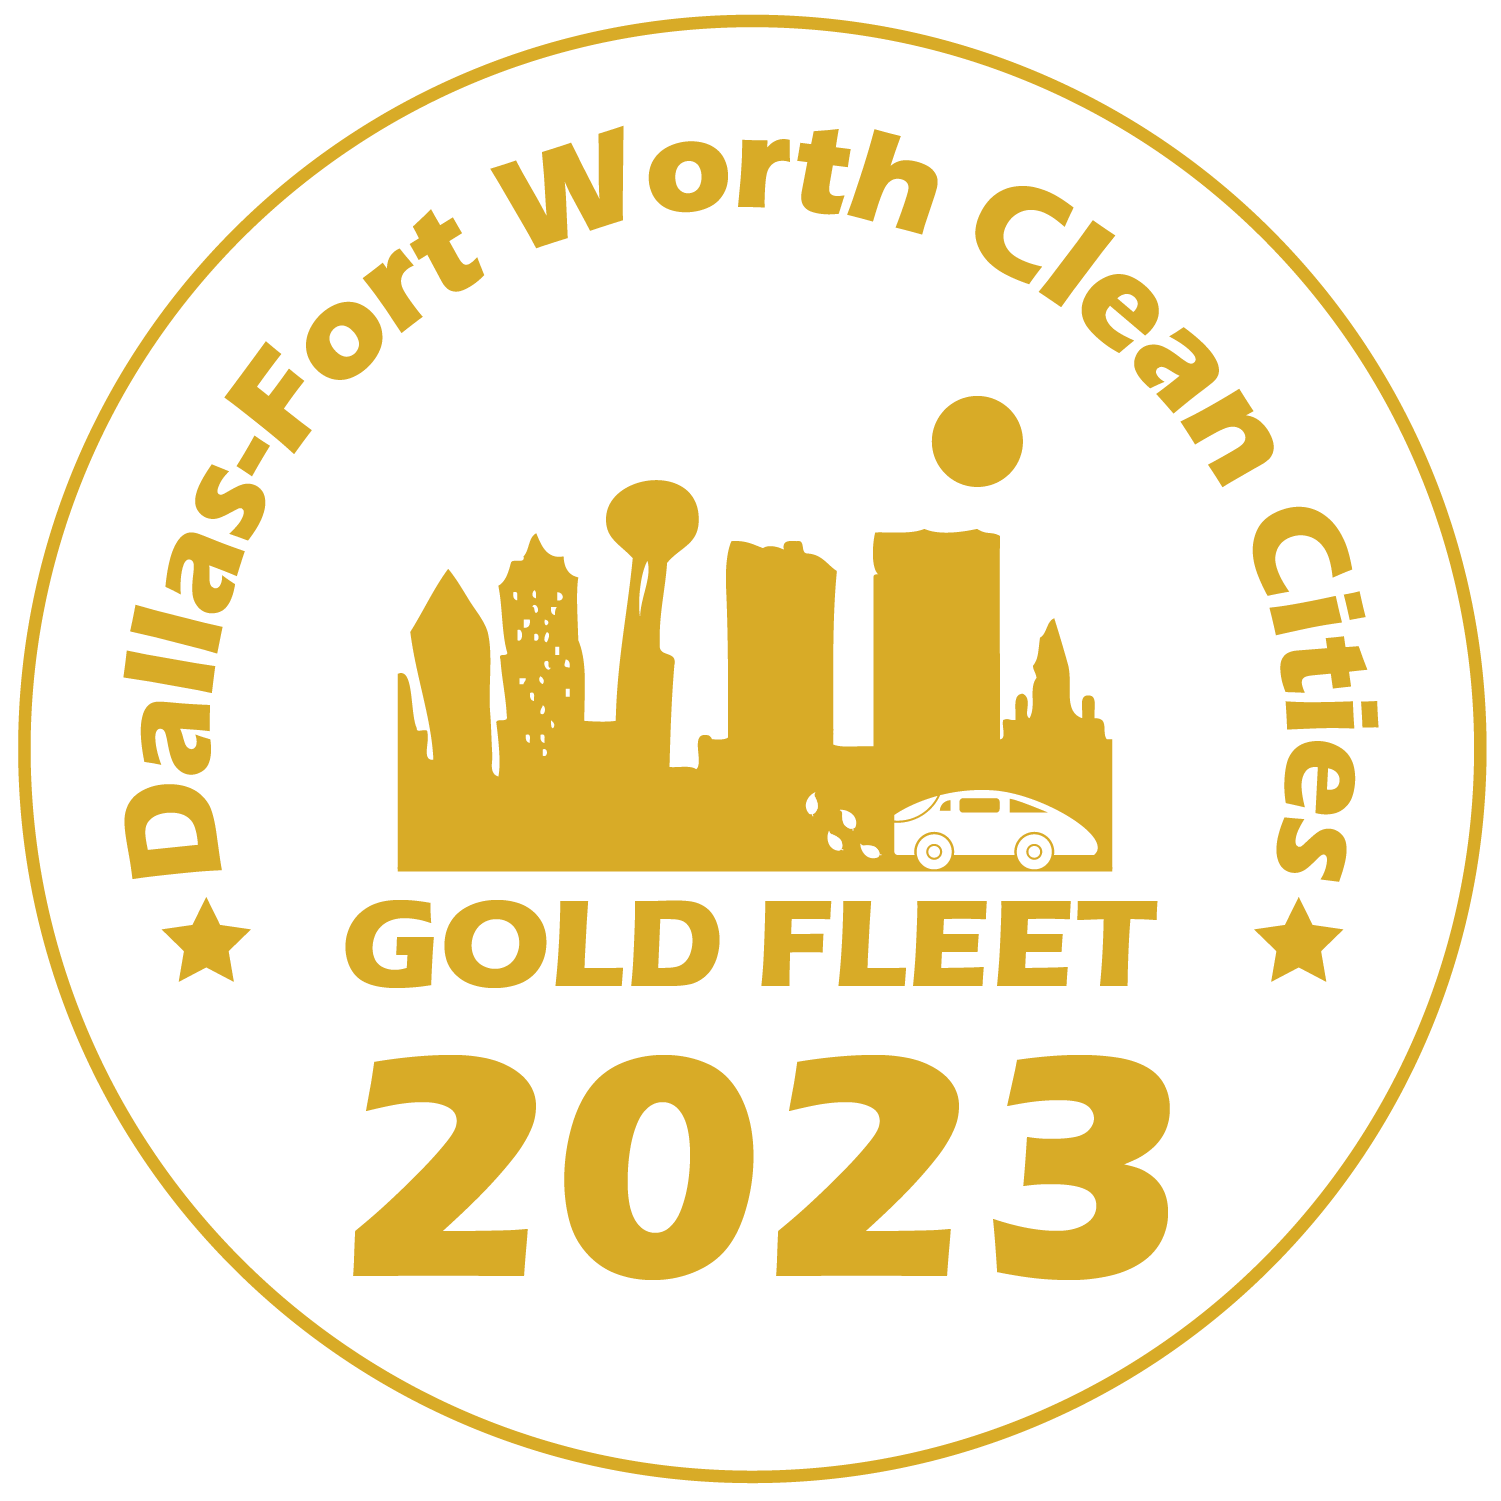 Dallas-Fort Worth Clean Cities
GOLD FLEET
2023